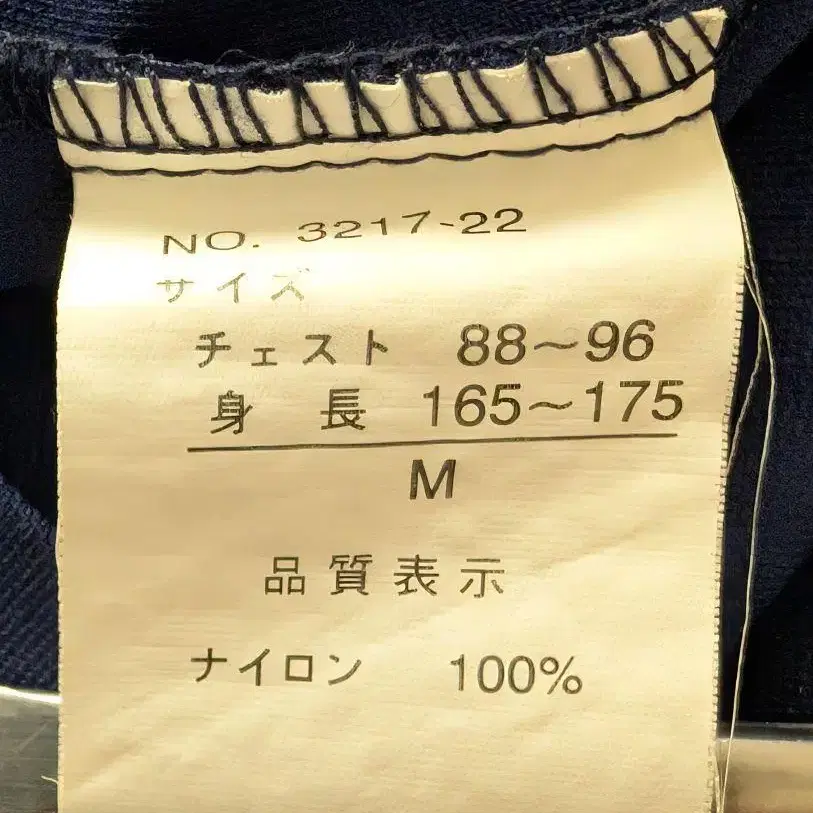 NO. 3217-22
サイズ
チェスト 88~96
身長 165~175
M
品質表示
ナイロン 100%